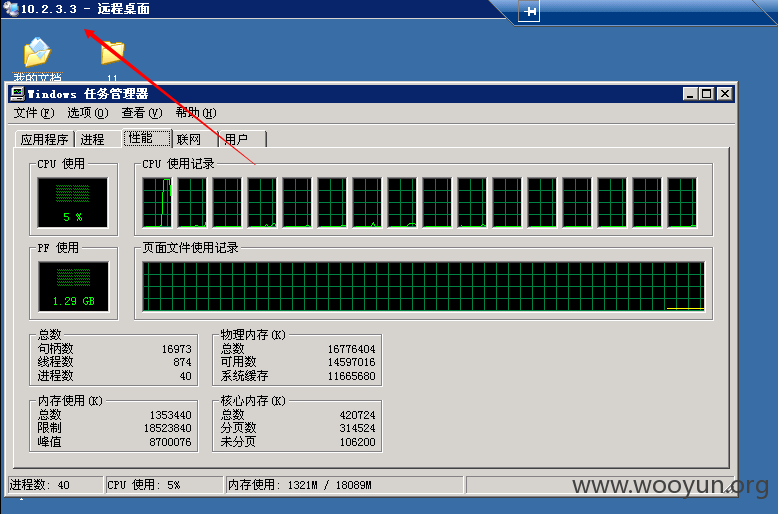 10.2.3.3 - 远程桌面
我的文档
11
Windows 任务管理器
文件(F) 选项(O) 查看(V) 帮助(H)
应用程序 进程 性能 联网 用户
CPU 使用 CPU 使用记录
5 %
PF 使用 页面文件使用记录
1.29 GB
总数 物理内存(K)
句柄数 16973 总数 16776404
线程数 874 可用数 14597016
进程数 40 系统缓存 11665680
内存使用(K) 核心内存(K)
总数 1353440 总数 420724
限制 18523840 分页数 314524
峰值 8700076 未分页 106200
进程数: 40 CPU 使用: 5% 内存使用: 1321M / 18089M
www.wooyun.org